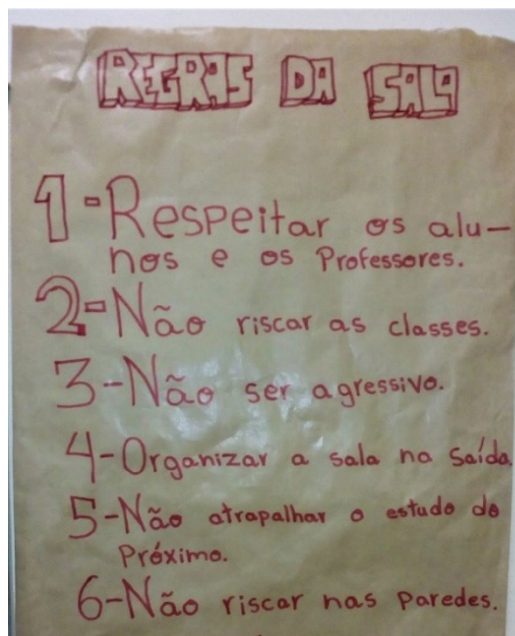 REGRAS DA SALA
1-Respeitar os alu-
nos e os Professores.
2-Não riscar as classes.
3-Não ser agressivo.
4-Organizar a sala na saída.
5-Não atrapalhar o estudo do
Próximo.
6-Não riscar nas paredes.